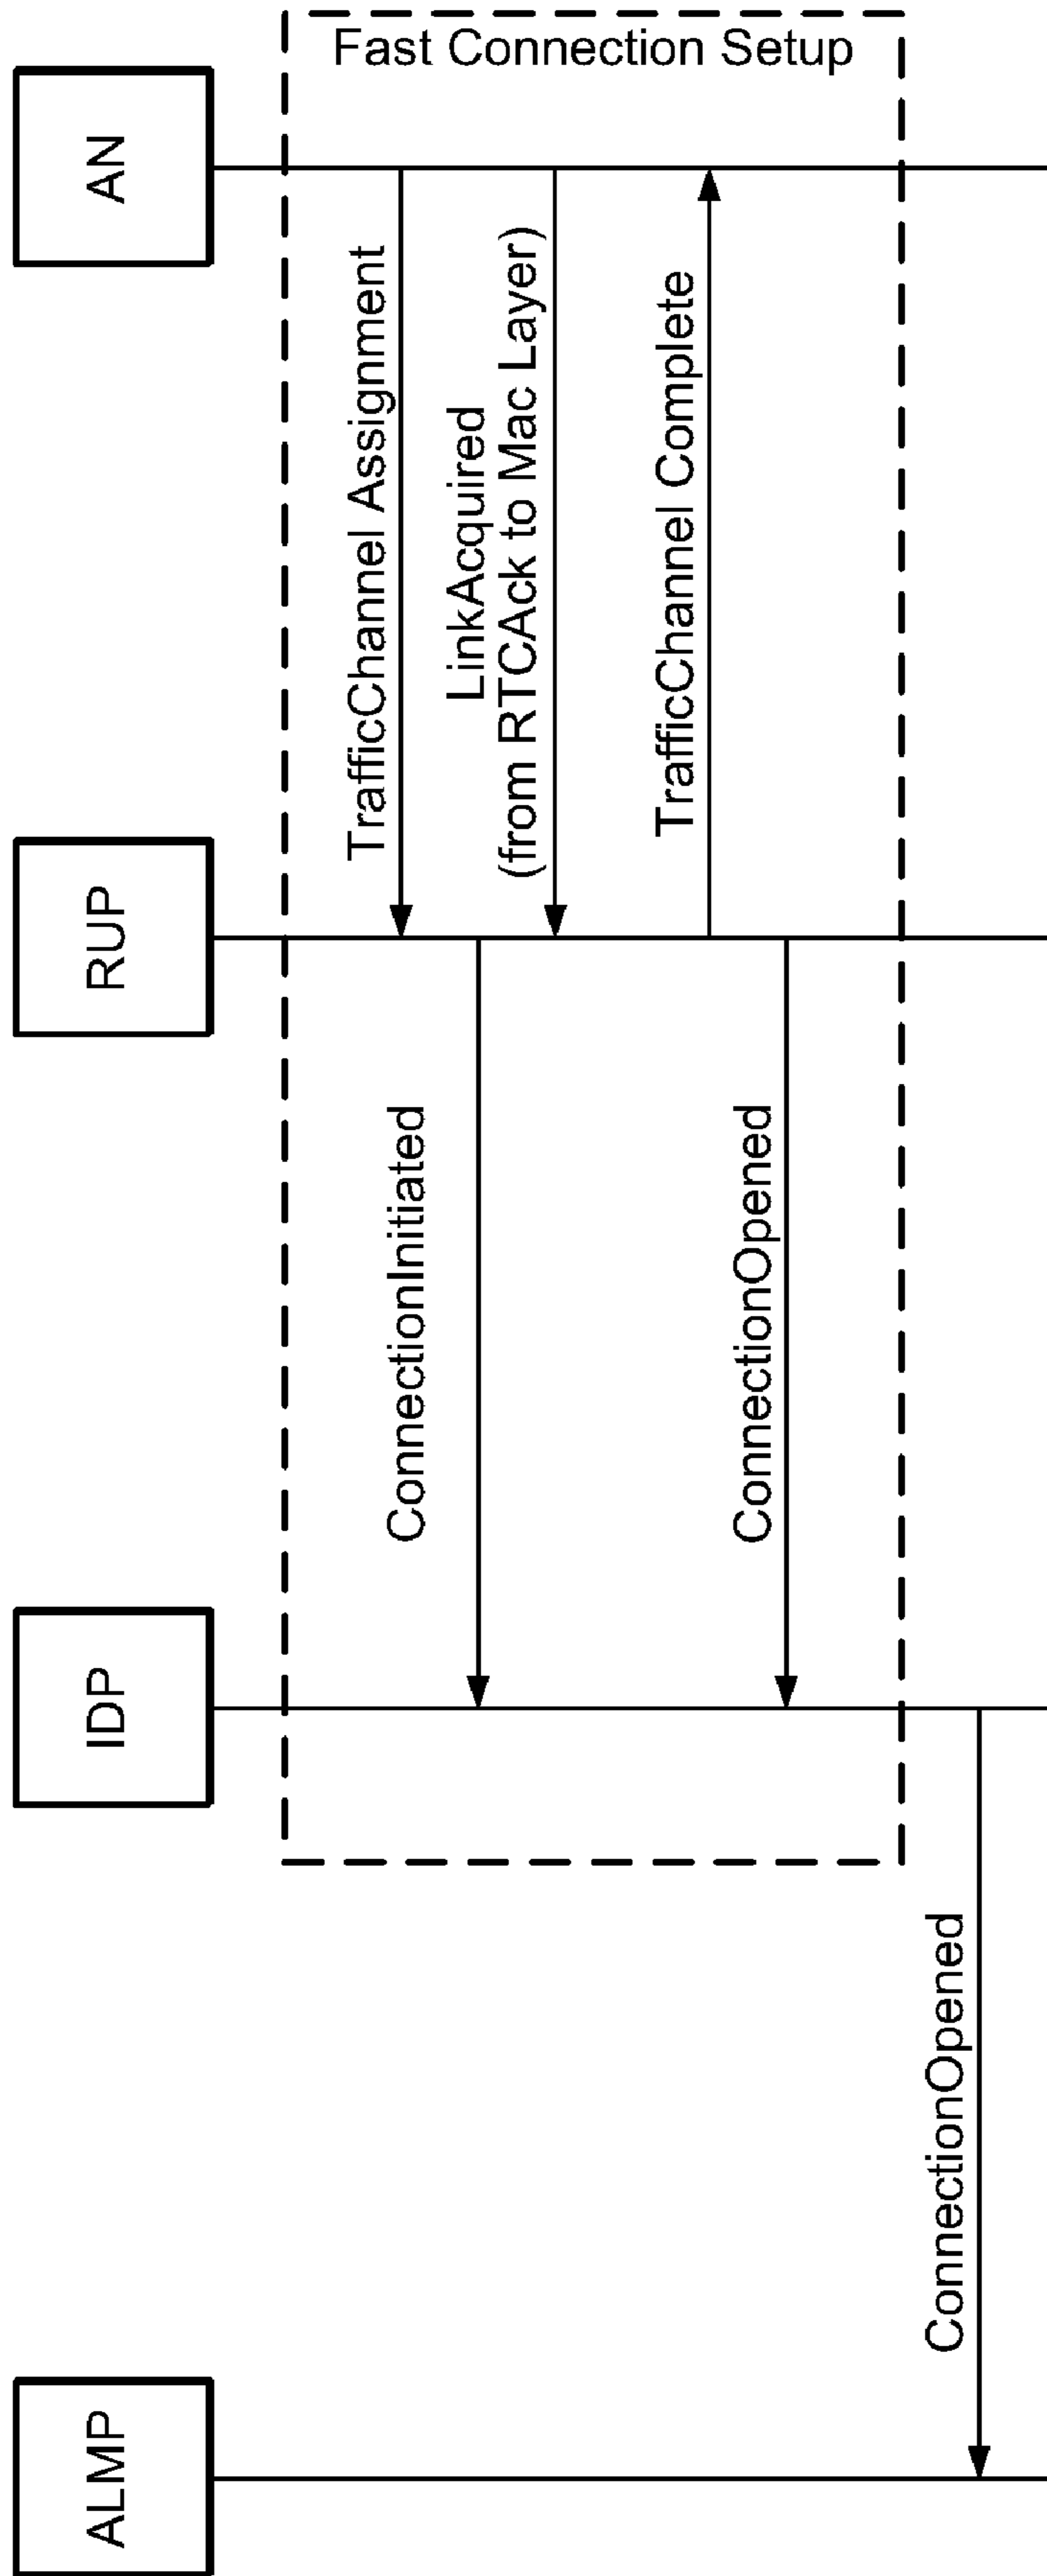 ALMP
IDP
RUP
AN
Fast Connection Setup
TrafficChannel Assignment
ConnectionInitiated
LinkAcquired
(from RTCAck to Mac Layer)
TrafficChannel Complete
ConnectionOpened
ConnectionOpened